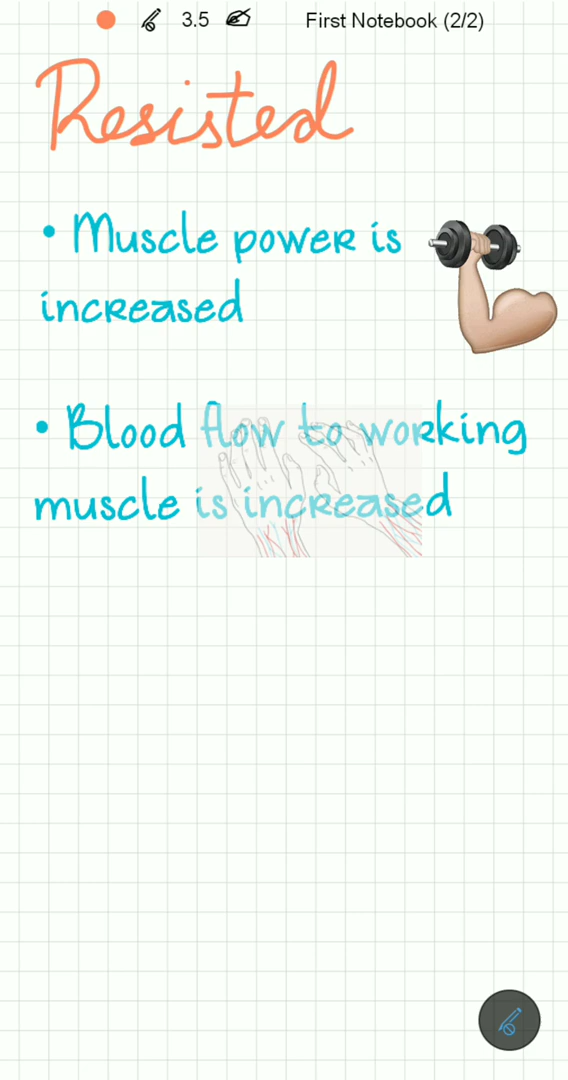 3.5 First Notebook (2/2)
Resisted
• Muscle power is
increased
• Blood flow to working
muscle is increased